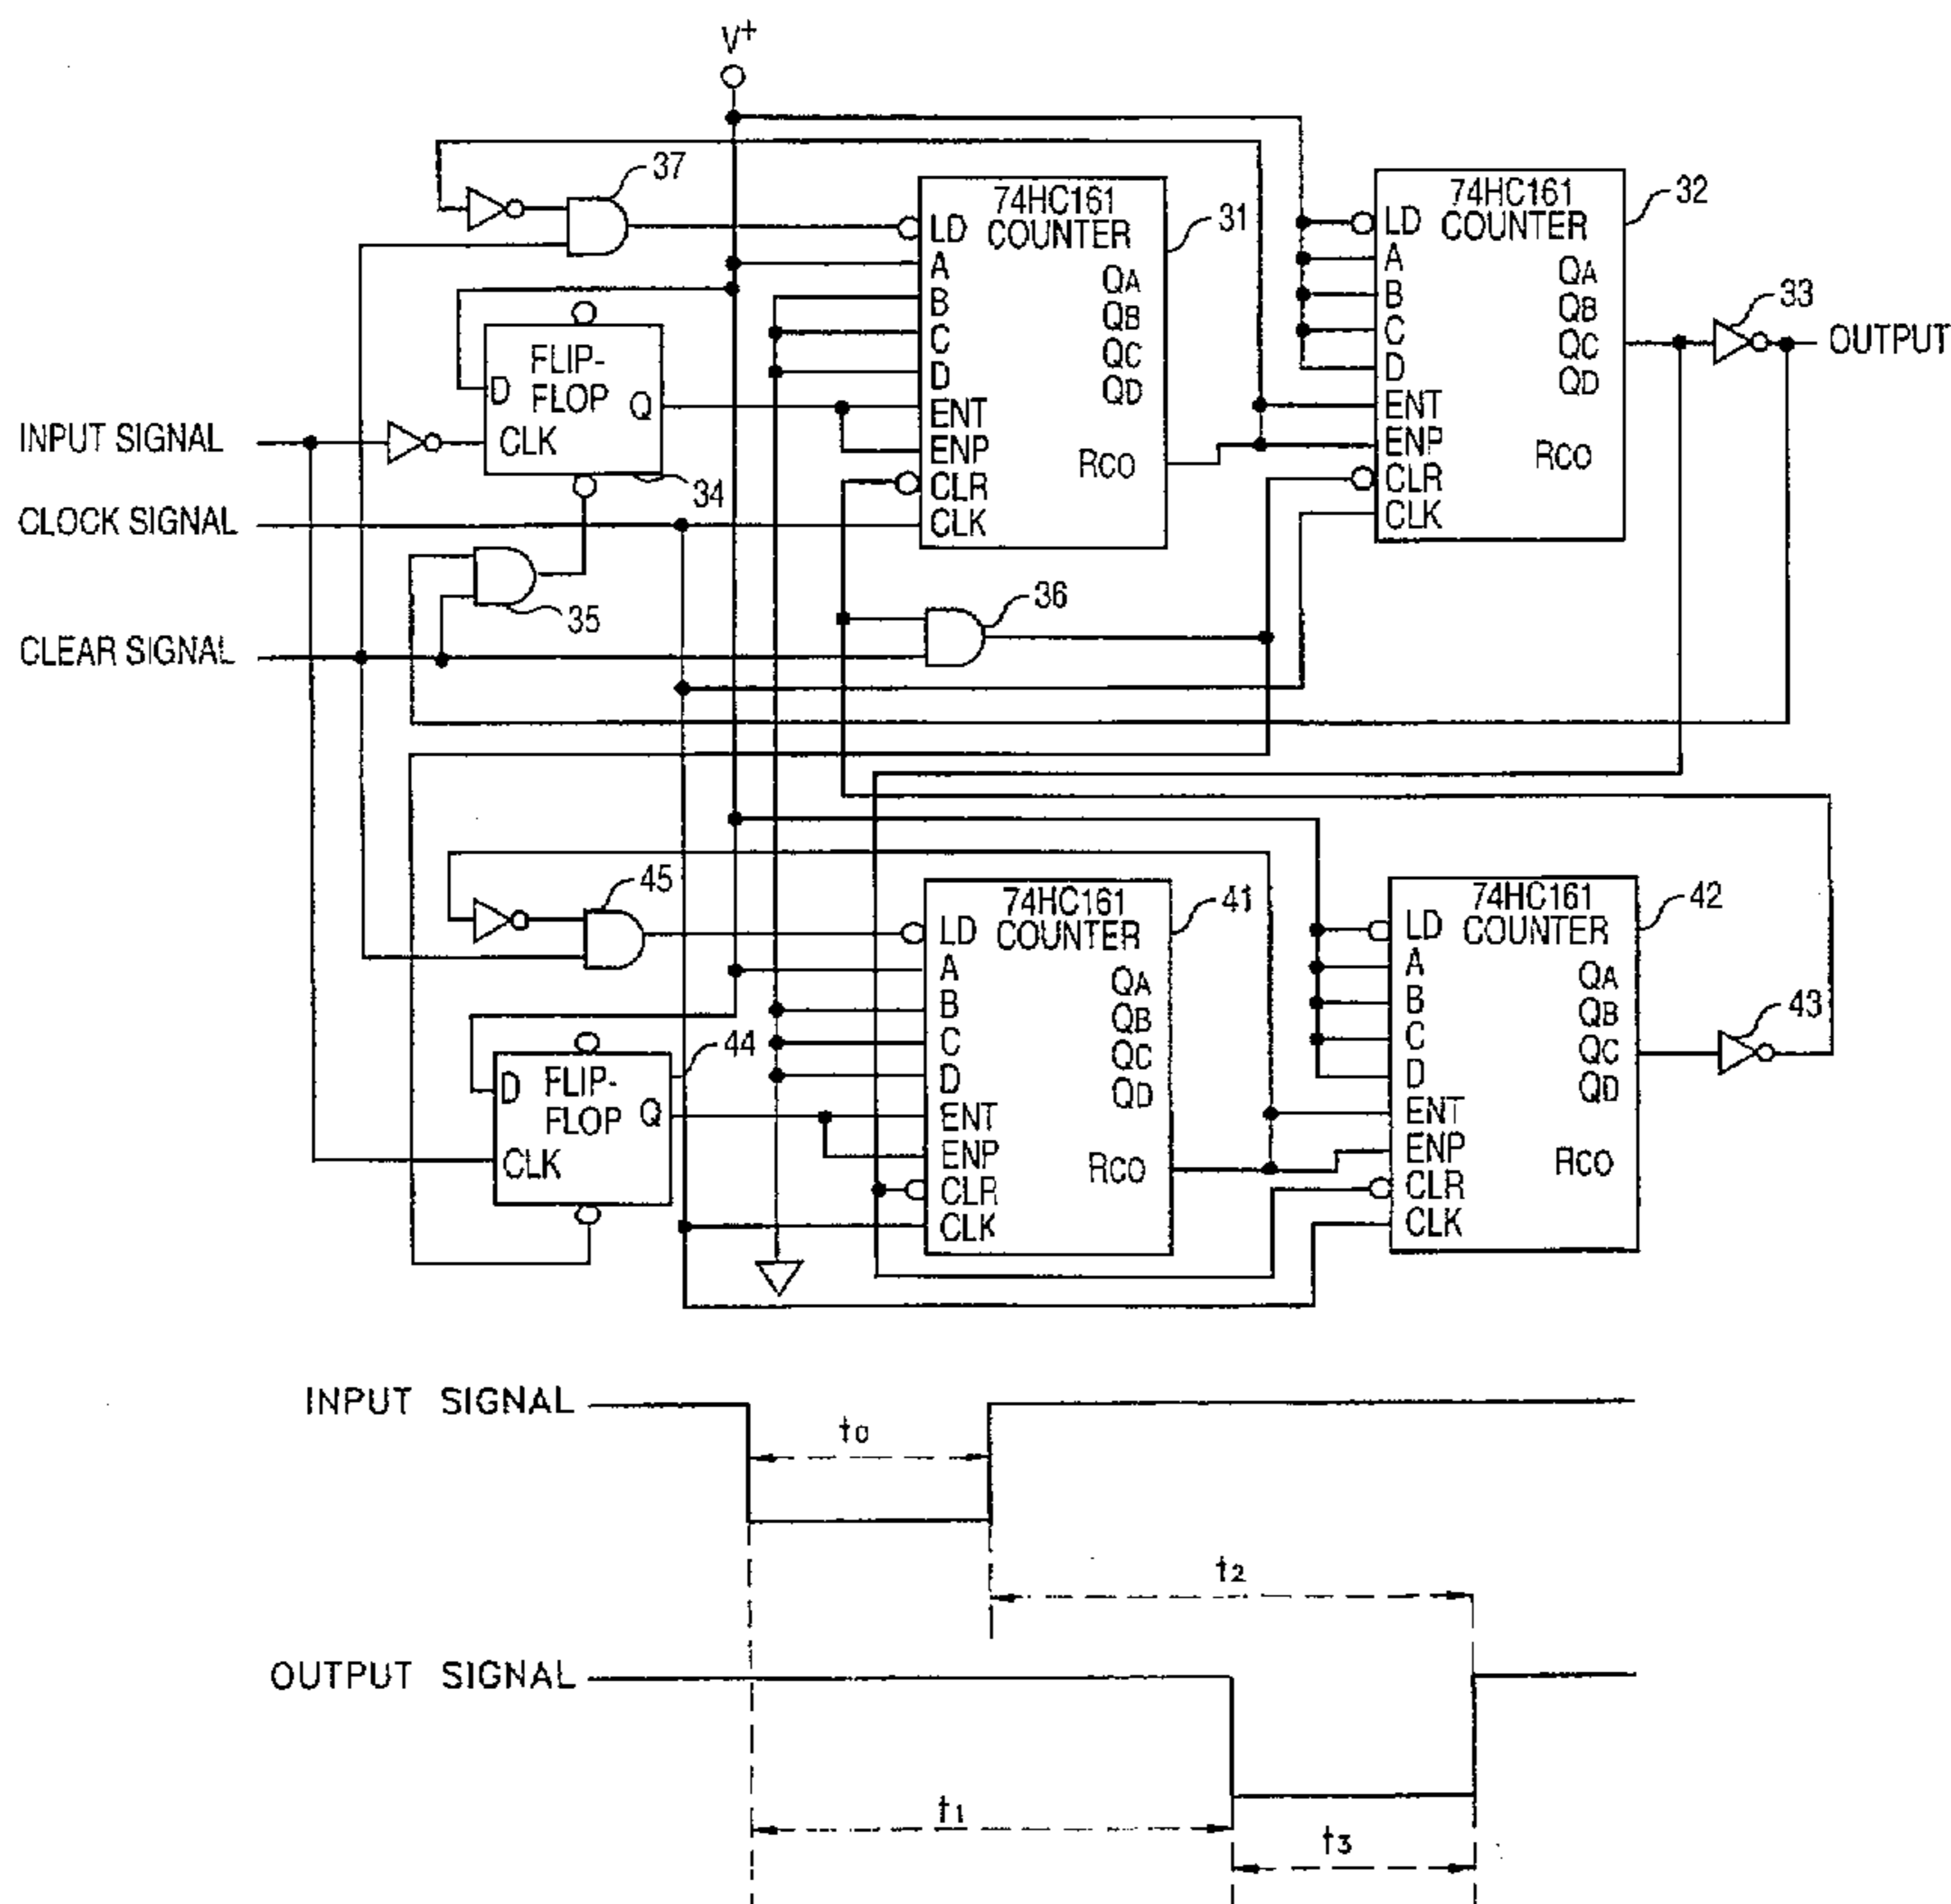 V+
37
74HC161
COUNTER
31
LD
A
B
C
D
ENT
ENP
CLR
CLK
QA
QB
QC
QD
RCO
74HC161
COUNTER
32
LD
A
B
C
D
ENT
ENP
CLR
CLK
QA
QB
QC
QD
RCO
33
OUTPUT
FLIP-
FLOP
D
Q
CLK
34
INPUT SIGNAL
CLOCK SIGNAL
35
36
CLEAR SIGNAL
45
74HC161
COUNTER
41
LD
A
B
C
D
ENT
ENP
CLR
CLK
QA
QB
QC
QD
RCO
74HC161
COUNTER
42
LD
A
B
C
D
ENT
ENP
CLR
CLK
QA
QB
QC
QD
RCO
43
44
FLIP-
FLOP
D
Q
CLK
INPUT SIGNAL
t0
t2
OUTPUT SIGNAL
t1
t3